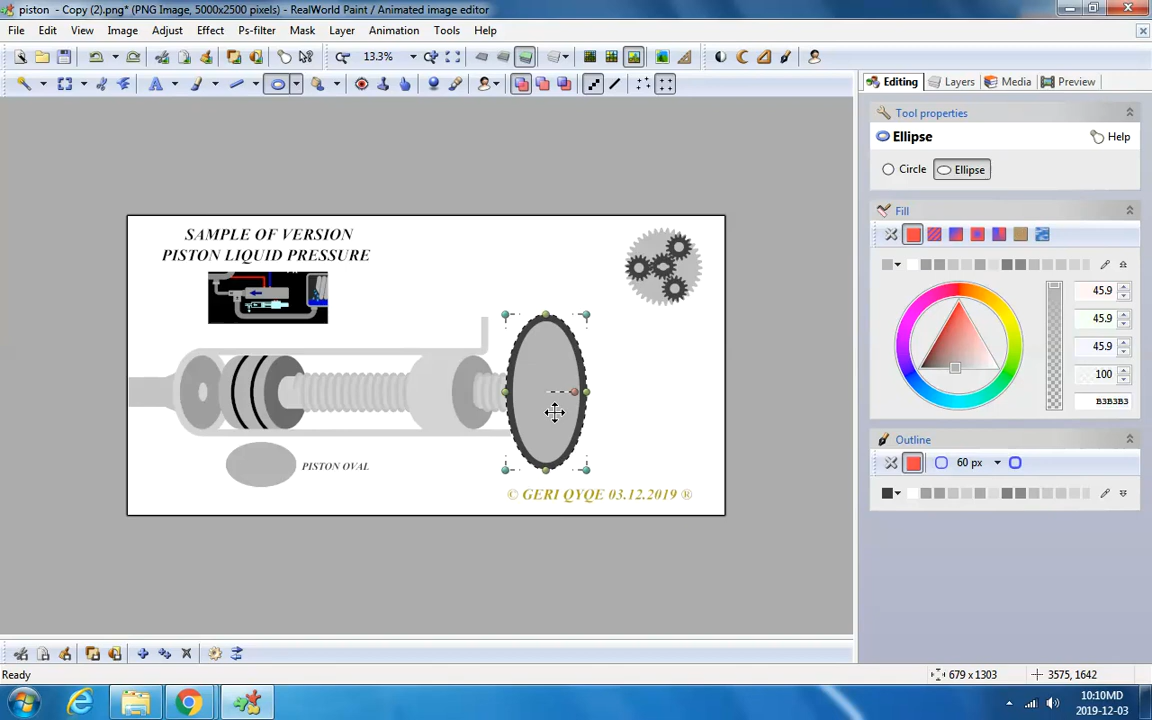 piston - Copy (2).png* (PNG Image, 5000x2500 pixels) - RealWorld Paint / Animated image editor
File Edit View Image Adjust Effect Ps-filter Mask Layer Animation Tools Help
13.3%
Editing Layers Media Preview
Tool properties
Ellipse Help
Circle Ellipse
Fill
45.9
45.9
45.9
100
B3B3B3
Outline
60 px
SAMPLE OF VERSION
PISTON LIQUID PRESSURE
PISTON OVAL
© GERI QYQE 03.12.2019 ®
Ready
679 x 1303
3575, 1642
10:10MD
2019-12-03